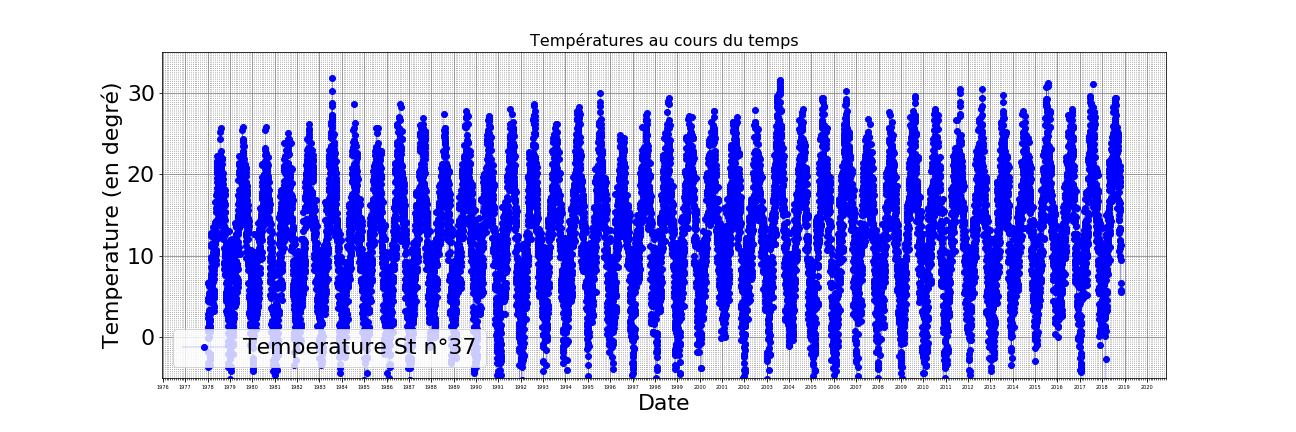 Températures au cours du temps
Temperature (en degré)
30
20
10
0
Temperature St n°37
1976 1977 1978 1979 1980 1981 1982 1983 1984 1985 1986 1987 1988 1989 1990 1991 1992 1993 1994 1995 1996 1997 1998 1999 2000 2001 2002 2003 2004 2005 2006 2007 2008 2009 2010 2011 2012 2013 2014 2015 2016 2017 2018 2019 2020
Date